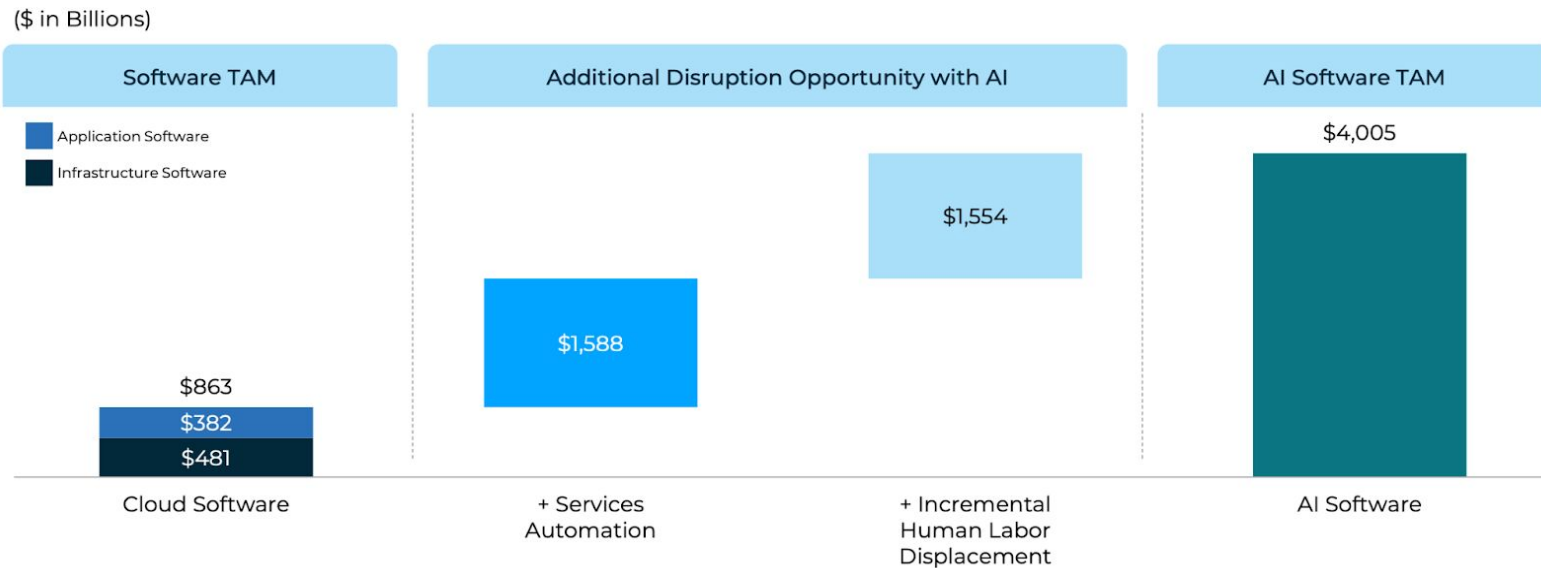 ($ in Billions)
Software TAM
Additional Disruption Opportunity with AI
AI Software TAM
Application Software
Infrastructure Software
$4,005
$1,554
$1,588
$863
$382
$481
Cloud Software
+ Services
Automation
+ Incremental
Human Labor
Displacement
AI Software